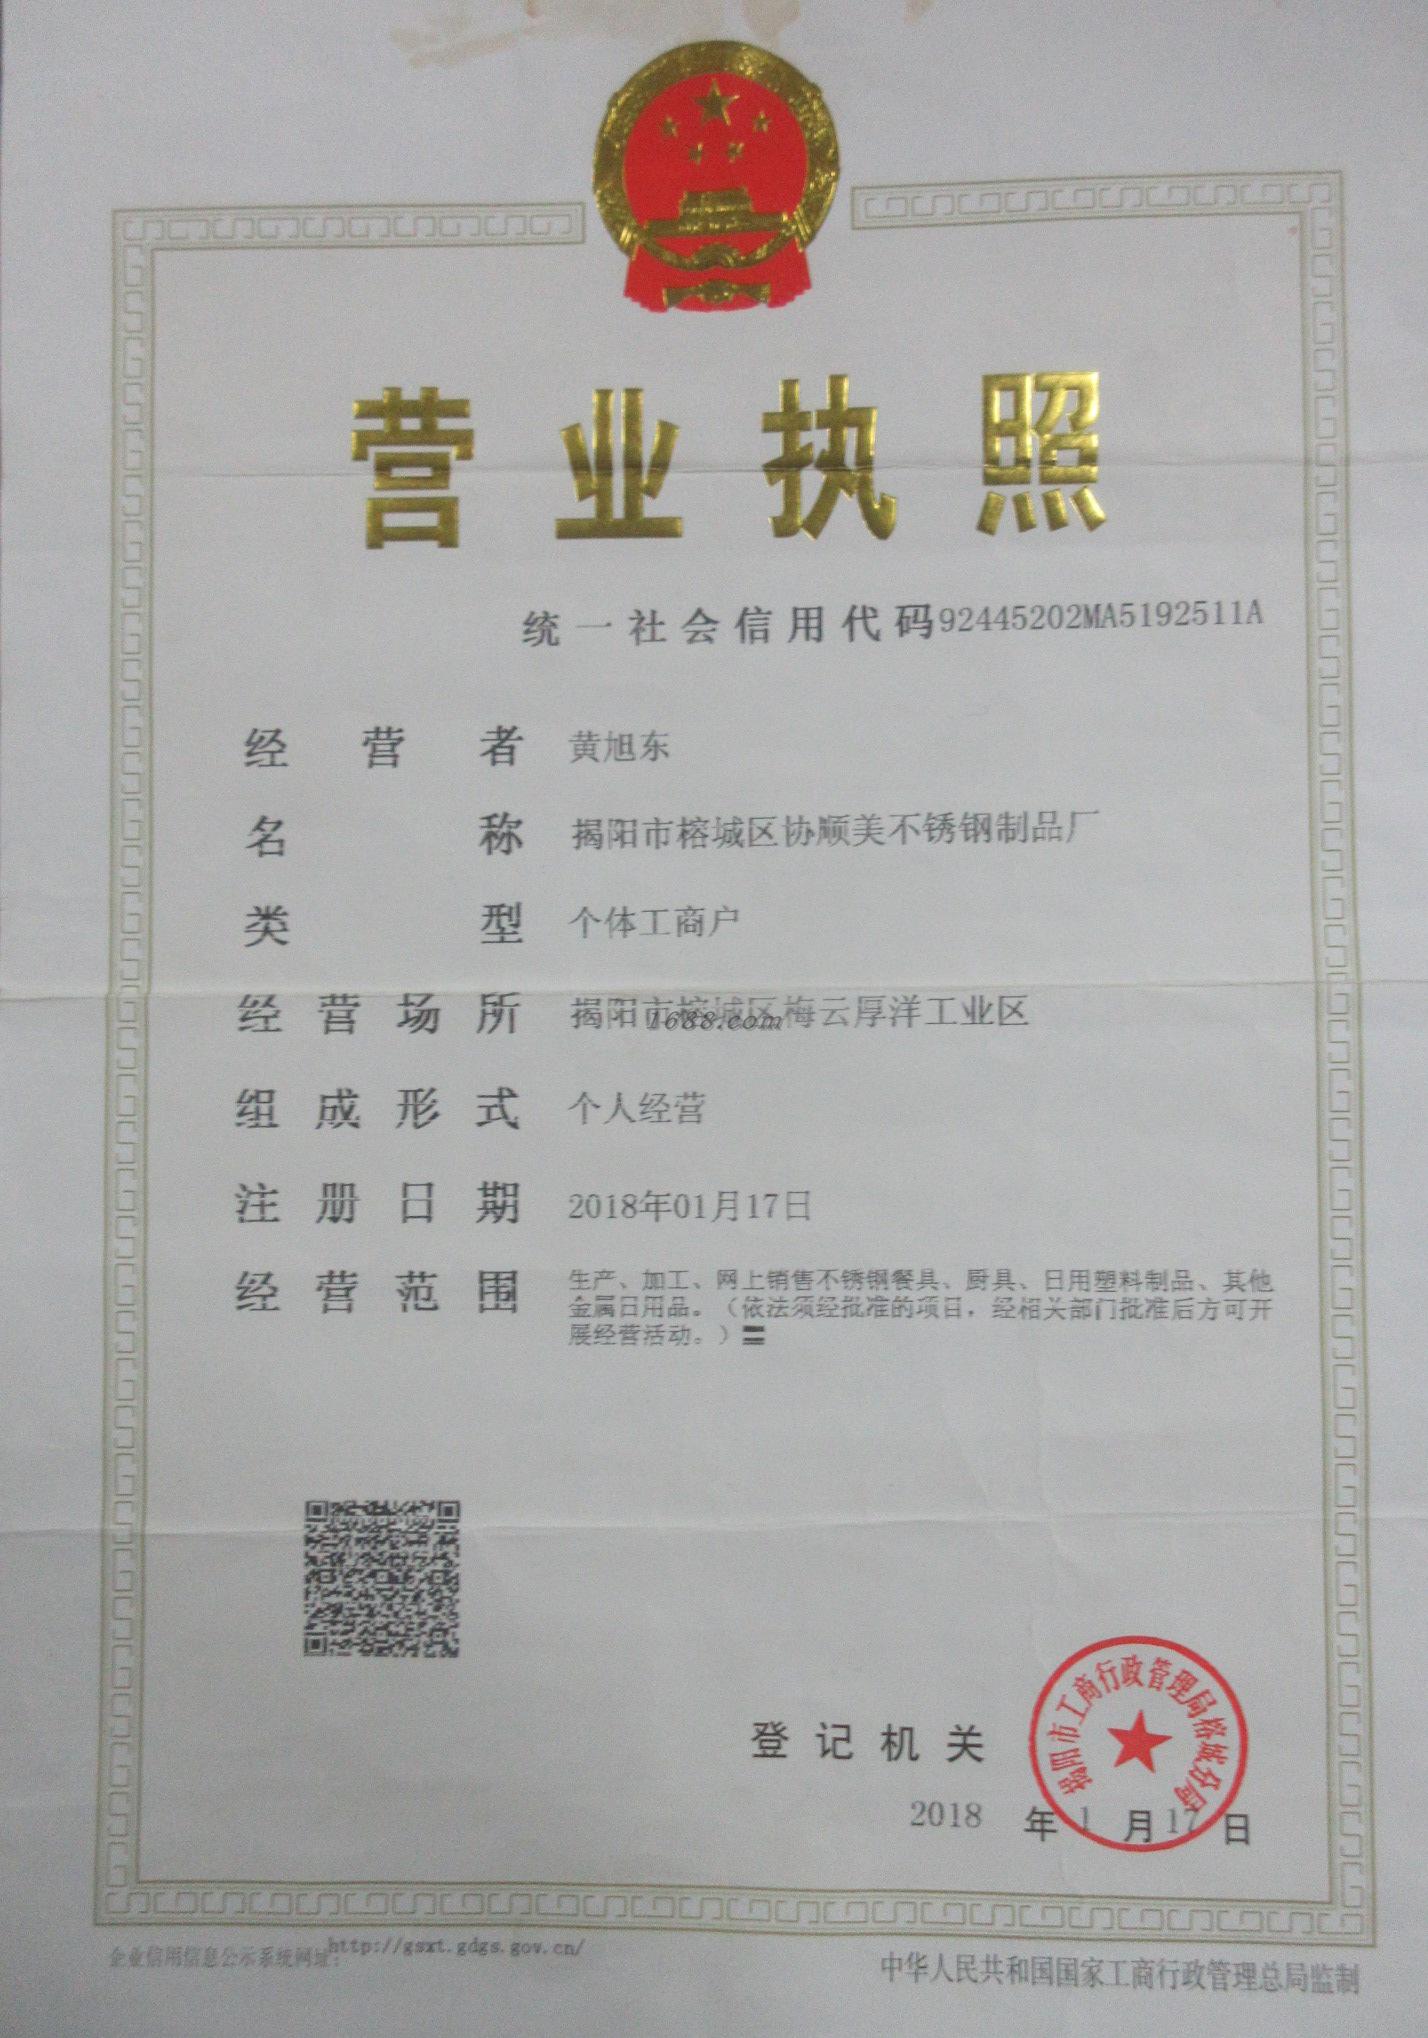 营业执照
统一社会信用代码92445202MA5192511A
经营者 黄旭东
名称 揭阳市榕城区协顺美不锈钢制品厂
类型 个体工商户
经营场所 揭阳市榕城区梅云厚洋工业区
1688.com
组成形式 个人经营
注册日期 2018年01月17日
经营范围 生产、加工、网上销售不锈钢餐具、厨具、日用塑料制品、其他
金属日用品。（依法须经批准的项目，经相关部门批准后方可开
展经营活动。）〓
登记机关
揭阳市工商行政管理局榕城分局
2018 年 1 月 17 日
企业信用信息公示系统网址：http://gsxt.gdgs.gov.cn/
中华人民共和国国家工商行政管理总局监制